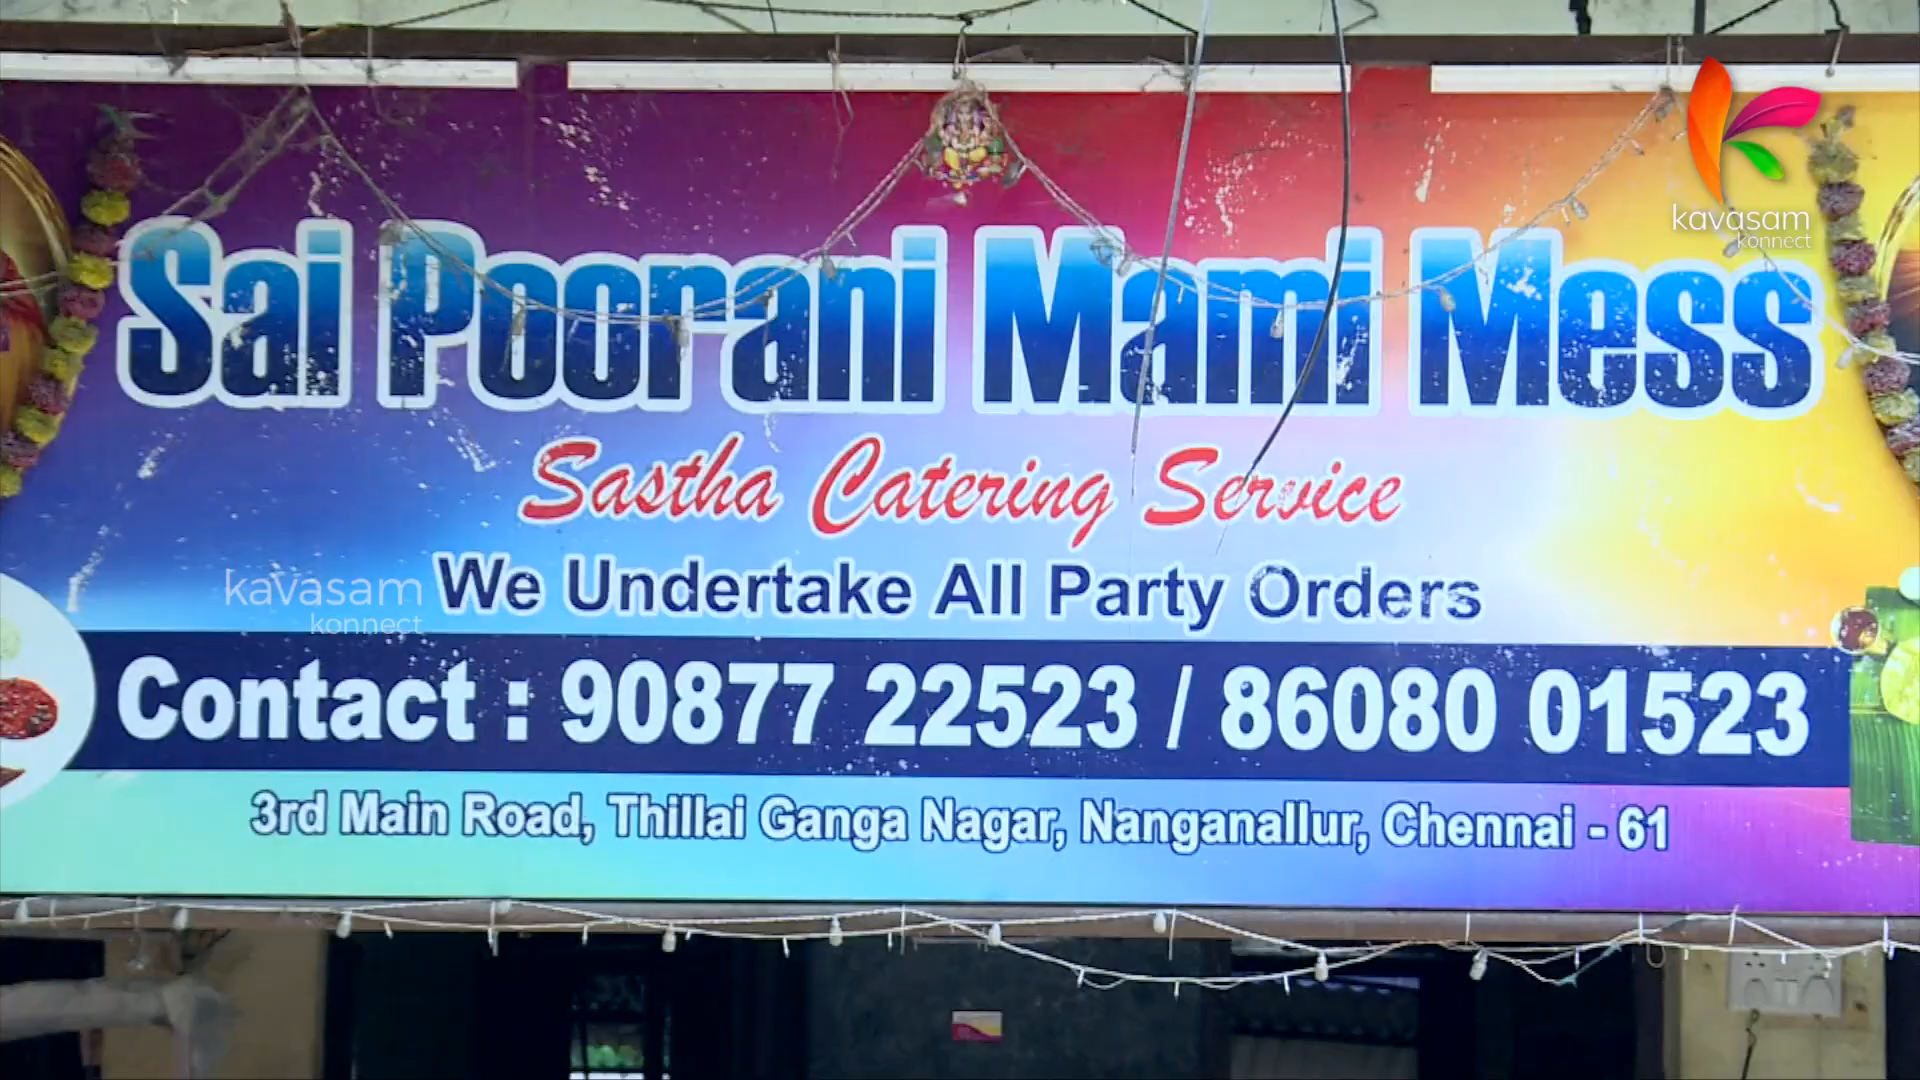 kavasam
konnect
Sai Poorani Mami Mess
Sastha Catering Service
We Undertake All Party Orders
kavasam
konnect
Contact : 90877 22523 / 86080 01523
3rd Main Road, Thillai Ganga Nagar, Nanganallur, Chennai - 61